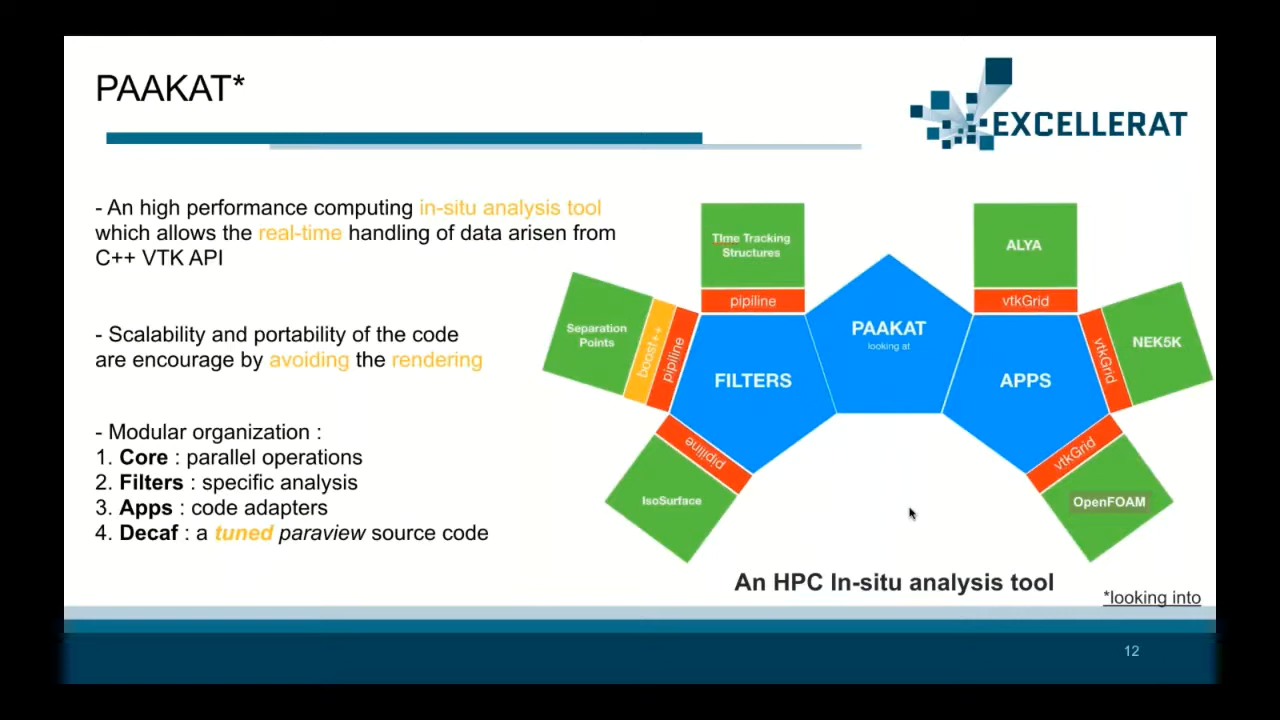 PAAKAT*
EXCELLERAT
- An high performance computing in-situ analysis tool
which allows the real-time handling of data arisen from
C++ VTK API
- Scalability and portability of the code
are encourage by avoiding the rendering
- Modular organization :
1. Core : parallel operations
2. Filters : specific analysis
3. Apps : code adapters
4. Decaf : a tuned paraview source code
TIme Tracking
Structures
pipiline
Separation
Points
boost++
pipiline
FILTERS
pipiline
IsoSurface
PAAKAT
looking at
ALYA
vtkGrid
APPS
vtkGrid
NEK5K
vtkGrid
OpenFOAM
An HPC In-situ analysis tool
*looking into
12